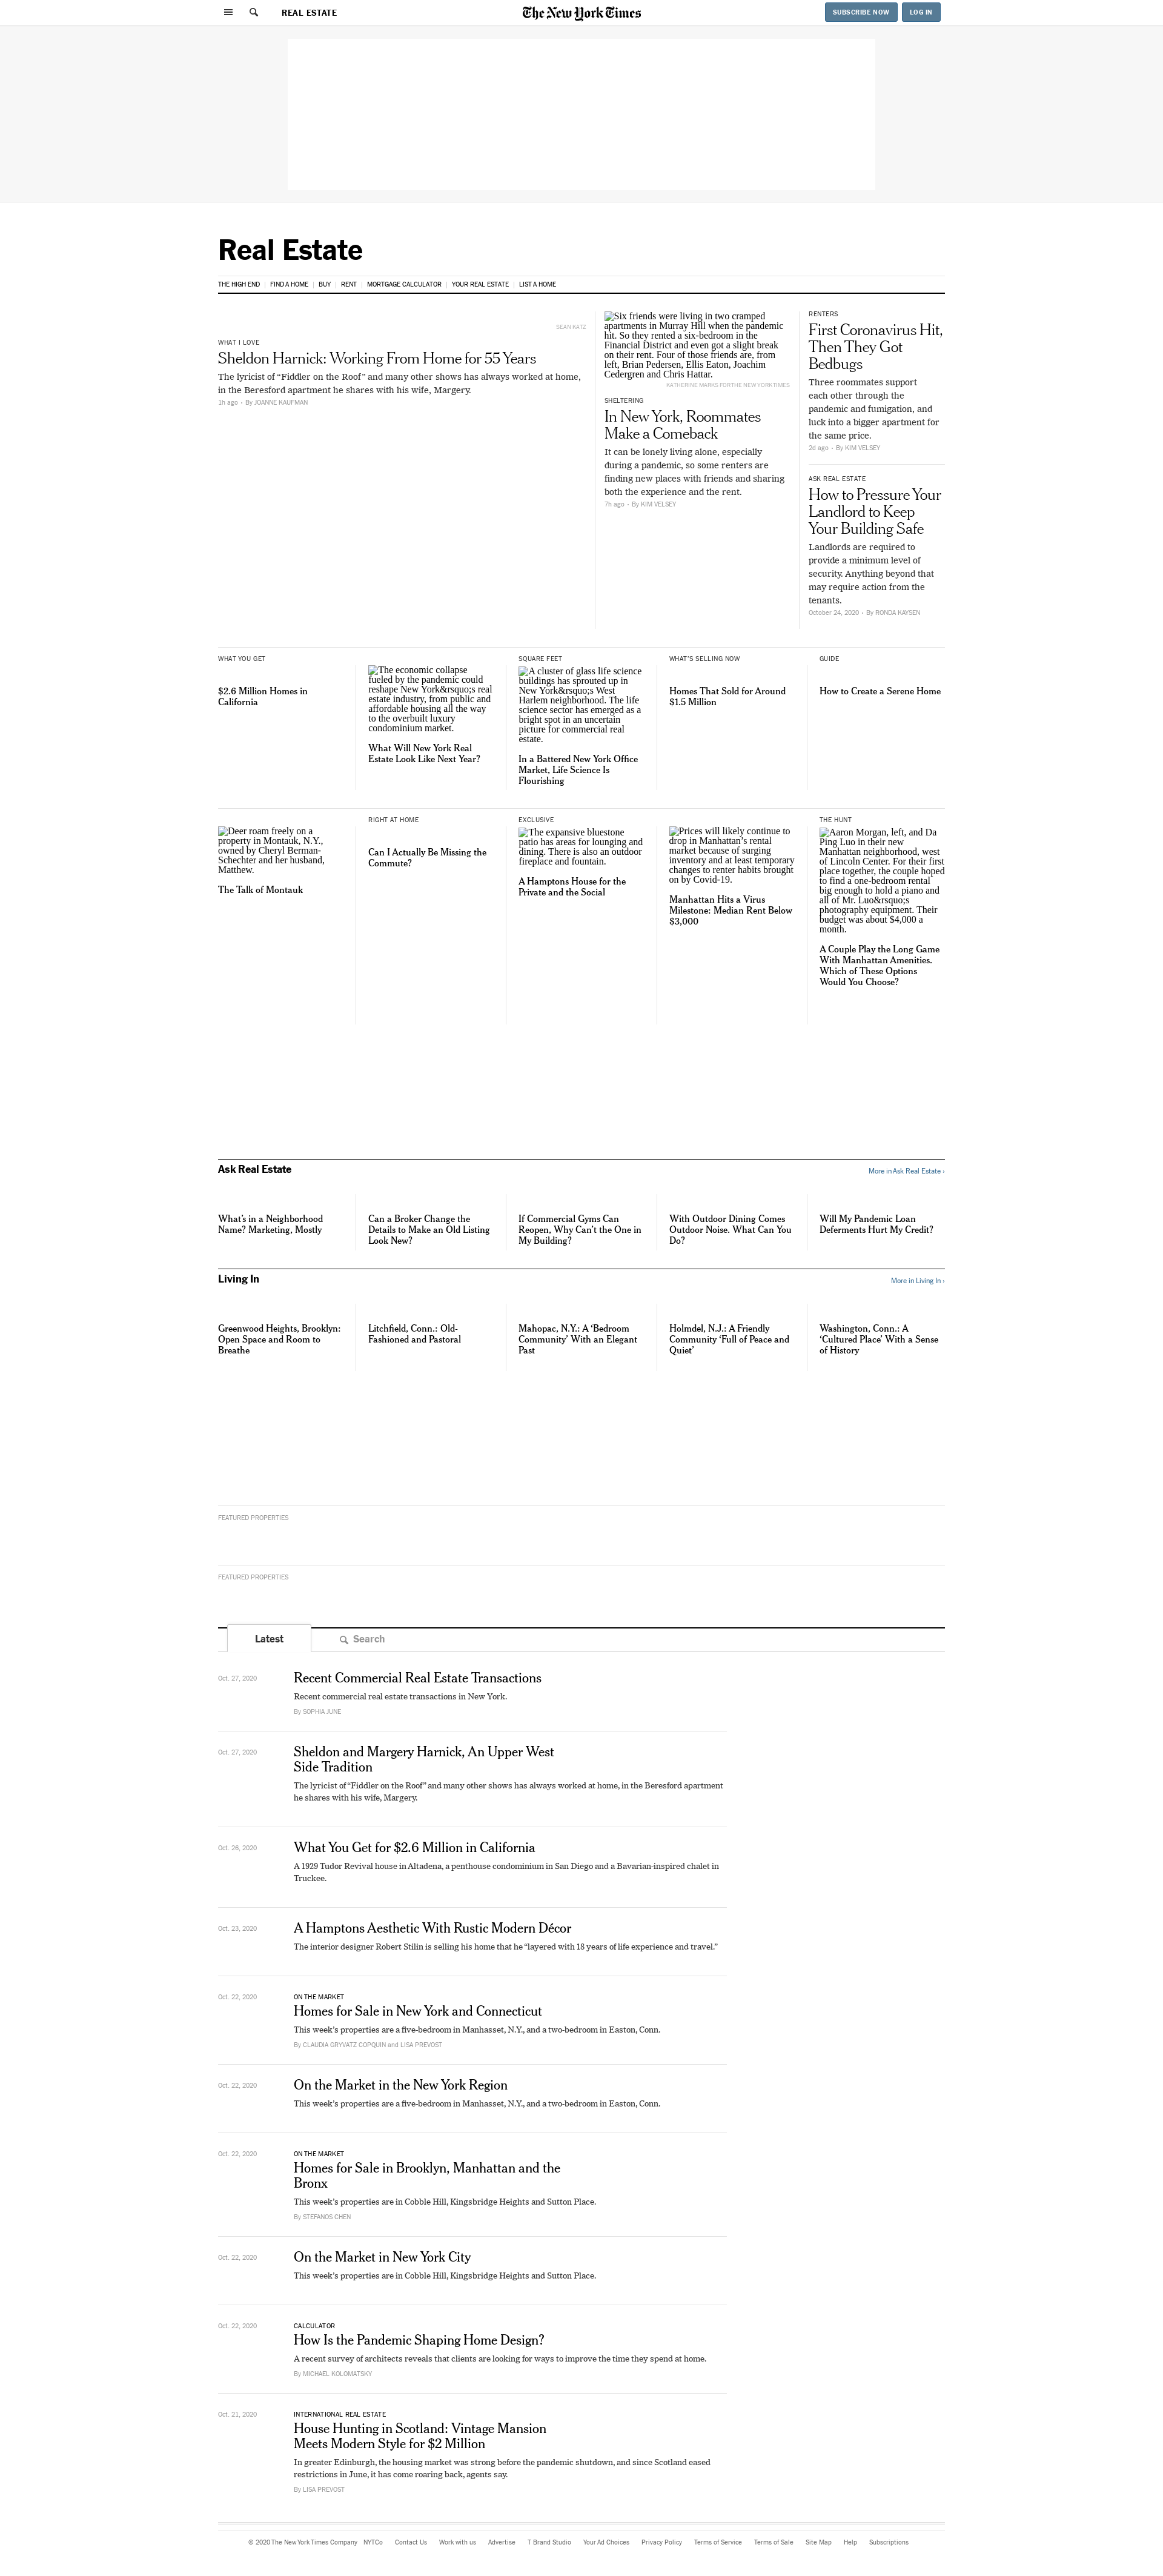 REAL ESTATE
The New York Times
SUBSCRIBE NOW
LOG IN
Real Estate
THE HIGH END | FIND A HOME | BUY | RENT | MORTGAGE CALCULATOR | YOUR REAL ESTATE | LIST A HOME
SEAN KATZ
WHAT I LOVE
Sheldon Harnick: Working From Home for 55 Years
The lyricist of “Fiddler on the Roof” and many other shows has always worked at home,
in the Beresford apartment he shares with his wife, Margery.
1h ago • By JOANNE KAUFMAN
Six friends were living in two cramped
apartments in Murray Hill when the pandemic
hit. So they rented a six-bedroom in the
Financial District and even got a slight break
on their rent. Four of those friends are, from
left, Brian Pedersen, Ellis Eaton, Joachim
Cedergren and Chris Hattar.
KATHERINE MARKS FOR THE NEW YORK TIMES
SHELTERING
In New York, Roommates
Make a Comeback
It can be lonely living alone, especially
during a pandemic, so some renters are
finding new places with friends and sharing
both the experience and the rent.
7h ago • By KIM VELSEY
RENTERS
First Coronavirus Hit,
Then They Got
Bedbugs
Three roommates support
each other through the
pandemic and fumigation, and
luck into a bigger apartment for
the same price.
2d ago • By KIM VELSEY
ASK REAL ESTATE
How to Pressure Your
Landlord to Keep
Your Building Safe
Landlords are required to
provide a minimum level of
security. Anything beyond that
may require action from the
tenants.
October 24, 2020 • By RONDA KAYSEN
WHAT YOU GET
$2.6 Million Homes in
California
The economic collapse
fueled by the pandemic could
reshape New York&rsquo;s real
estate industry, from public and
affordable housing all the way
to the overbuilt luxury
condominium market.
What Will New York Real
Estate Look Like Next Year?
SQUARE FEET
A cluster of glass life science
buildings has sprouted up in
New York&rsquo;s West
Harlem neighborhood. The life
science sector has emerged as a
bright spot in an uncertain
picture for commercial real
estate.
In a Battered New York Office
Market, Life Science Is
Flourishing
WHAT’S SELLING NOW
Homes That Sold for Around
$1.5 Million
GUIDE
How to Create a Serene Home
Deer roam freely on a
property in Montauk, N.Y.,
owned by Cheryl Berman-
Schechter and her husband,
Matthew.
The Talk of Montauk
RIGHT AT HOME
Can I Actually Be Missing the
Commute?
EXCLUSIVE
The expansive bluestone
patio has areas for lounging and
dining. There is also an outdoor
fireplace and fountain.
A Hamptons House for the
Private and the Social
Prices will likely continue to
drop in Manhattan’s rental
market because of surging
inventory and at least temporary
changes to renter habits brought
on by Covid-19.
Manhattan Hits a Virus
Milestone: Median Rent Below
$3,000
THE HUNT
Aaron Morgan, left, and Da
Ping Luo in their new
Manhattan neighborhood, west
of Lincoln Center. For their first
place together, the couple hoped
to find a one-bedroom rental
big enough to hold a piano and
all of Mr. Luo&rsquo;s
photography equipment. Their
budget was about $4,000 a
month.
A Couple Play the Long Game
With Manhattan Amenities.
Which of These Options
Would You Choose?
Ask Real Estate
More in Ask Real Estate ›
What’s in a Neighborhood
Name? Marketing, Mostly
Can a Broker Change the
Details to Make an Old Listing
Look New?
If Commercial Gyms Can
Reopen, Why Can’t the One in
My Building?
With Outdoor Dining Comes
Outdoor Noise. What Can You
Do?
Will My Pandemic Loan
Deferments Hurt My Credit?
Living In
More in Living In ›
Greenwood Heights, Brooklyn:
Open Space and Room to
Breathe
Litchfield, Conn.: Old-
Fashioned and Pastoral
Mahopac, N.Y.: A ‘Bedroom
Community’ With an Elegant
Past
Holmdel, N.J.: A Friendly
Community ‘Full of Peace and
Quiet’
Washington, Conn.: A
‘Cultured Place’ With a Sense
of History
FEATURED PROPERTIES
FEATURED PROPERTIES
Latest
Search
Oct. 27, 2020
Recent Commercial Real Estate Transactions
Recent commercial real estate transactions in New York.
By SOPHIA JUNE
Oct. 27, 2020
Sheldon and Margery Harnick, An Upper West
Side Tradition
The lyricist of “Fiddler on the Roof” and many other shows has always worked at home, in the Beresford apartment
he shares with his wife, Margery.
Oct. 26, 2020
What You Get for $2.6 Million in California
A 1929 Tudor Revival house in Altadena, a penthouse condominium in San Diego and a Bavarian-inspired chalet in
Truckee.
Oct. 23, 2020
A Hamptons Aesthetic With Rustic Modern Décor
The interior designer Robert Stilin is selling his home that he “layered with 18 years of life experience and travel.”
Oct. 22, 2020
ON THE MARKET
Homes for Sale in New York and Connecticut
This week’s properties are a five-bedroom in Manhasset, N.Y., and a two-bedroom in Easton, Conn.
By CLAUDIA GRYVATZ COPQUIN and LISA PREVOST
Oct. 22, 2020
On the Market in the New York Region
This week’s properties are a five-bedroom in Manhasset, N.Y., and a two-bedroom in Easton, Conn.
Oct. 22, 2020
ON THE MARKET
Homes for Sale in Brooklyn, Manhattan and the
Bronx
This week’s properties are in Cobble Hill, Kingsbridge Heights and Sutton Place.
By STEFANOS CHEN
Oct. 22, 2020
On the Market in New York City
This week’s properties are in Cobble Hill, Kingsbridge Heights and Sutton Place.
Oct. 22, 2020
CALCULATOR
How Is the Pandemic Shaping Home Design?
A recent survey of architects reveals that clients are looking for ways to improve the time they spend at home.
By MICHAEL KOLOMATSKY
Oct. 21, 2020
INTERNATIONAL REAL ESTATE
House Hunting in Scotland: Vintage Mansion
Meets Modern Style for $2 Million
In greater Edinburgh, the housing market was strong before the pandemic shutdown, and since Scotland eased
restrictions in June, it has come roaring back, agents say.
By LISA PREVOST
© 2020 The New York Times Company NYTCo Contact Us Work with us Advertise T Brand Studio Your Ad Choices Privacy Policy Terms of Service Terms of Sale Site Map Help Subscriptions